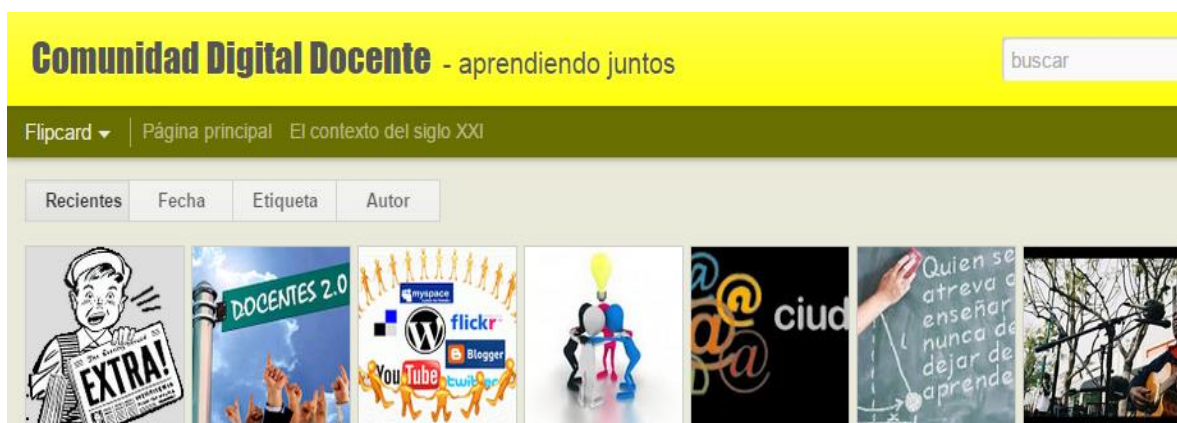 Comunidad Digital Docente - aprendiendo juntos
buscar
Flipcard
Página principal
El contexto del siglo XXI
Recientes
Fecha
Etiqueta
Autor
EXTRA!
DOCENTES 2.0
myspace
flickr
Blogger
YouTube
twitter
ciud
Quien se
atreva a
enseñar
nunca de
dejar de
aprende